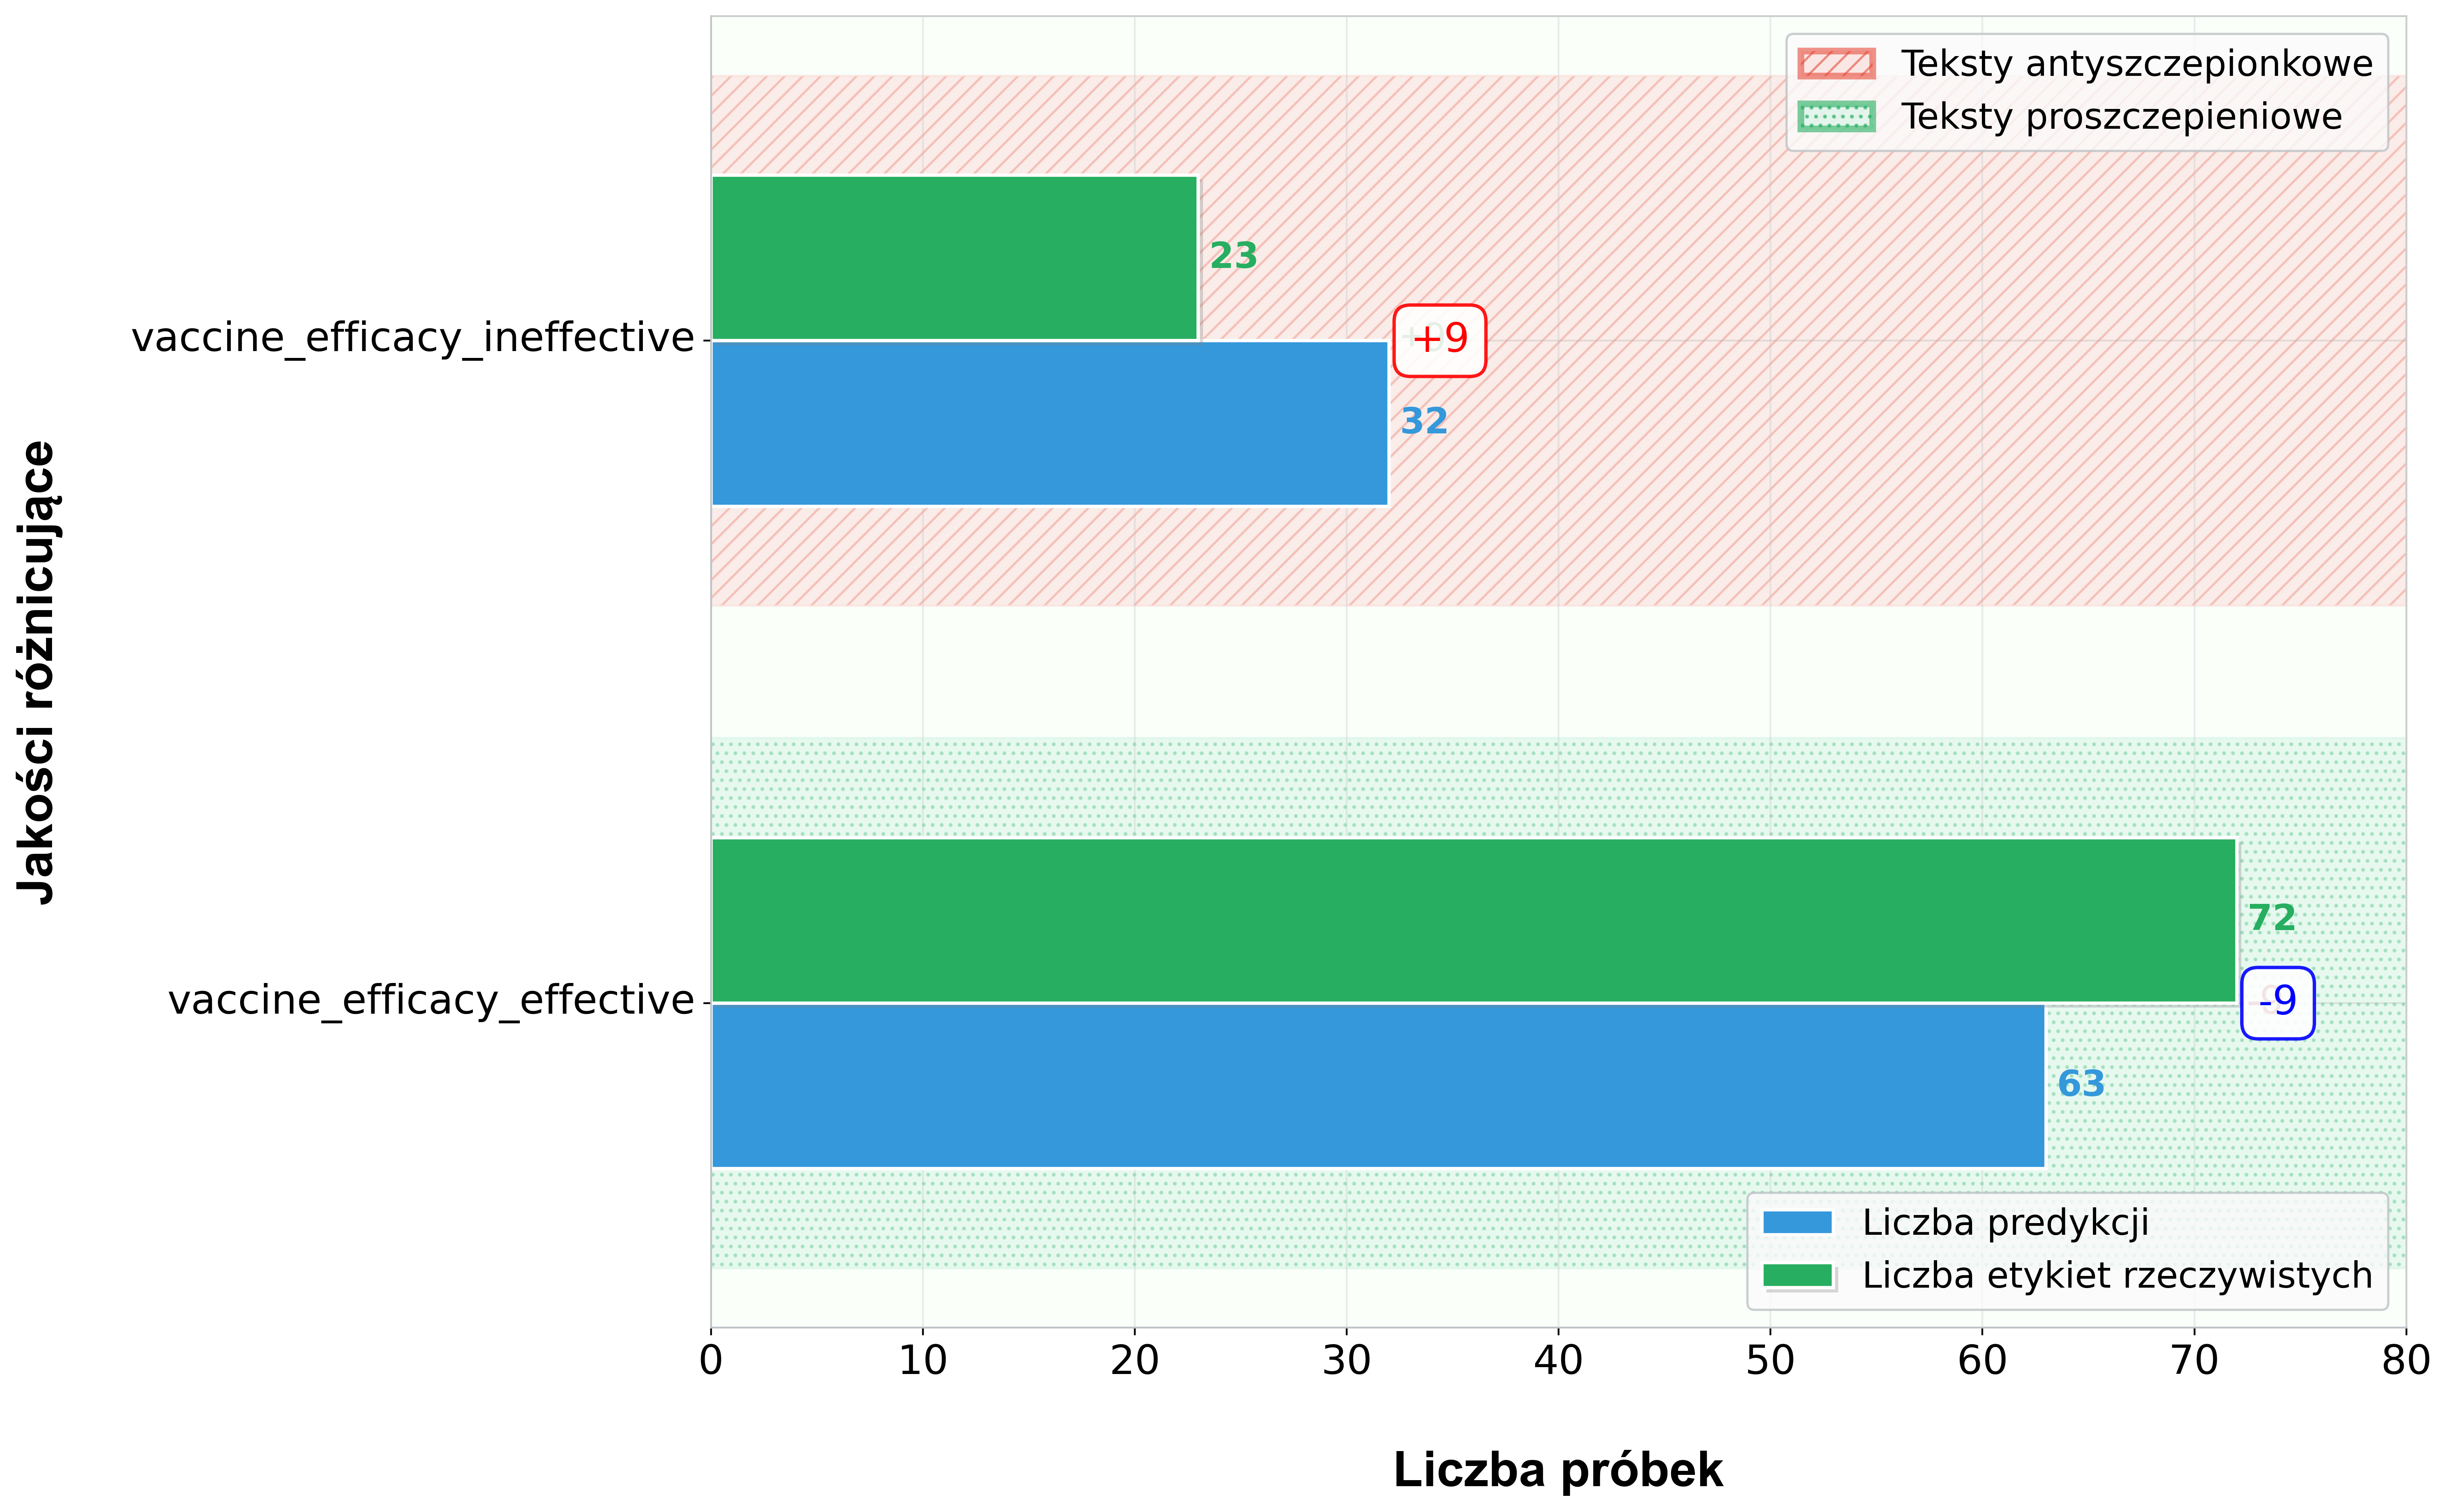 Teksty antyszczepionkowe
Teksty proszczepieniowe
23
vaccine_efficacy_ineffective
+9
32
Jakości różnicujące
72
vaccine_efficacy_effective
-9
63
Liczba predykcji
Liczba etykiet rzeczywistych
0 10 20 30 40 50 60 70 80
Liczba próbek